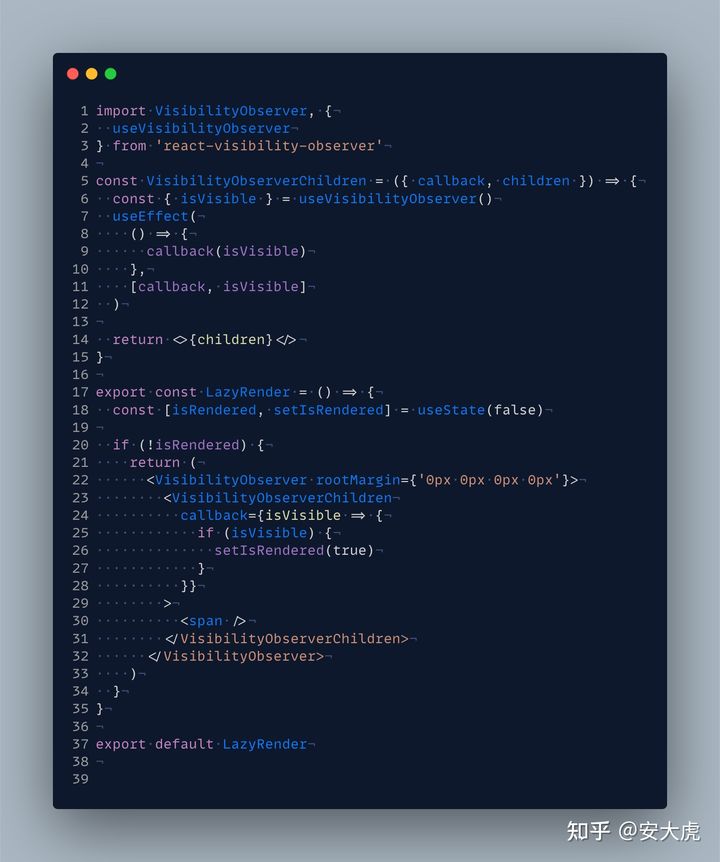 1 import VisibilityObserver, {
2   useVisibilityObserver
3 } from 'react-visibility-observer'
4
5 const VisibilityObserverChildren = ({ callback, children }) => {
6   const { isVisible } = useVisibilityObserver()
7   useEffect(
8     () => {
9       callback(isVisible)
10     },
11     [callback, isVisible]
12   )
13
14   return <>{children}</>
15 }
16
17 export const LazyRender = () => {
18   const [isRendered, setIsRendered] = useState(false)
19
20   if (!isRendered) {
21     return (
22       <VisibilityObserver rootMargin={'0px 0px 0px 0px'}>
23         <VisibilityObserverChildren
24           callback={isVisible => {
25             if (isVisible) {
26               setIsRendered(true)
27             }
28           }}
29         >
30           <span />
31         </VisibilityObserverChildren>
32       </VisibilityObserver>
33     )
34   }
35 }
36
37 export default LazyRender
38
39
知乎 @安大虎